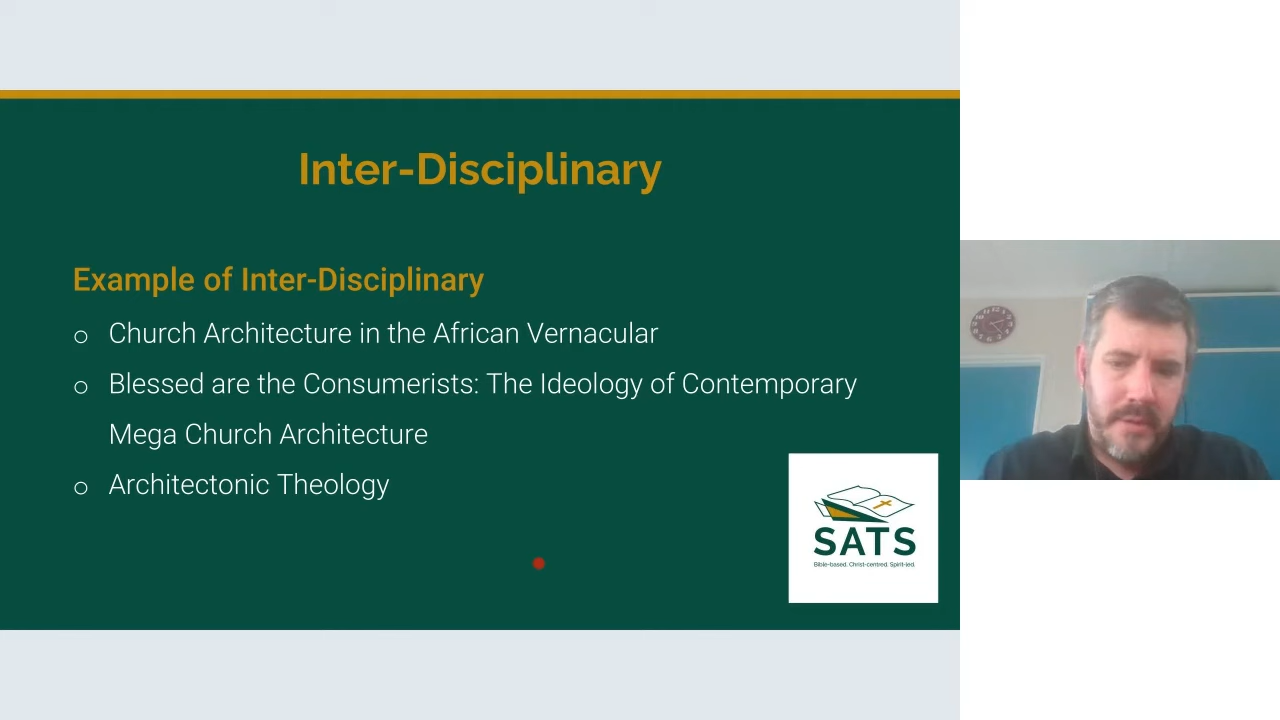 Inter-Disciplinary
Example of Inter-Disciplinary
o Church Architecture in the African Vernacular
o Blessed are the Consumerists: The Ideology of Contemporary
Mega Church Architecture
o Architectonic Theology
SATS
Bible-based. Christ-centred. Spirit-led.